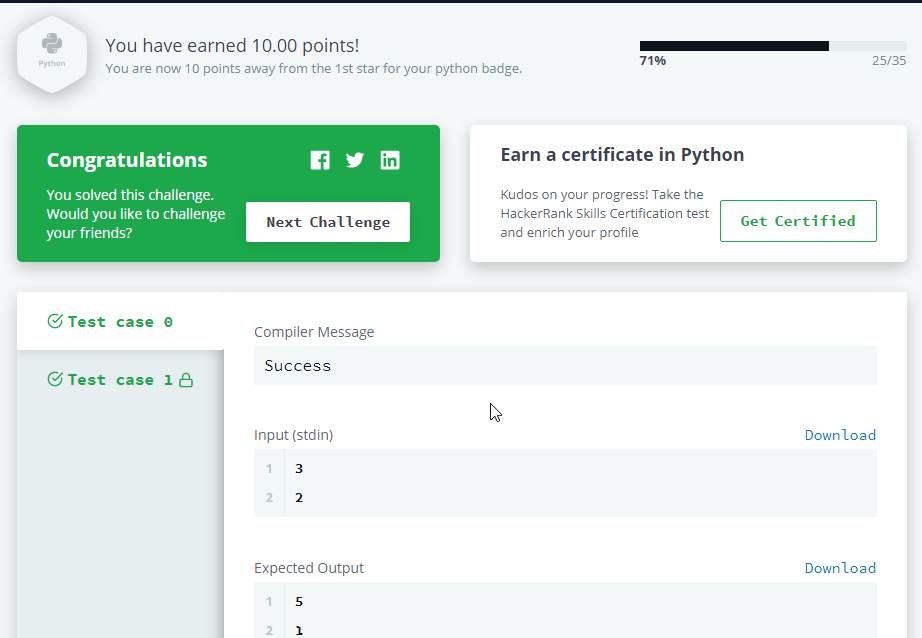 Python
You have earned 10.00 points!
You are now 10 points away from the 1st star for your python badge.
71%
25/35
Congratulations
You solved this challenge.
Would you like to challenge
your friends?
Next Challenge
Earn a certificate in Python
Kudos on your progress! Take the
HackerRank Skills Certification test
and enrich your profile
Get Certified
Test case 0
Test case 1
Compiler Message
Success
Input (stdin)
Download
1 3
2 2
Expected Output
Download
1 5
2 1